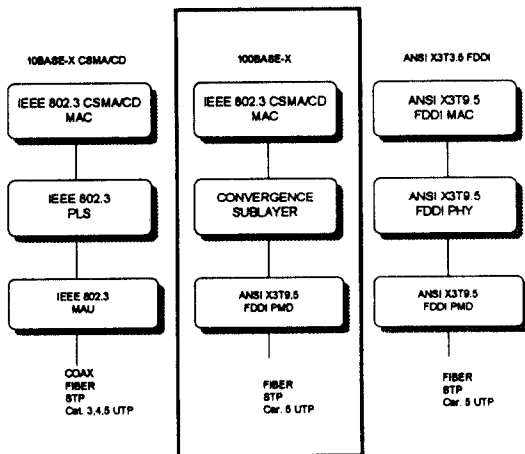 10BASE-X CSMA/CD
IEEE 802.3 CSMA/CD
MAC
IEEE 802.3
PLS
IEEE 802.3
MAU
COAX
FIBER
STP
Cat. 3,4,5 UTP
100BASE-X
IEEE 802.3 CSMA/CD
MAC
CONVERGENCE
SUBLAYER
ANSI X3T9.5
FDDI PMD
FIBER
STP
Car. 5 UTP
ANSI X3T3.5 FDDI
ANSI X3T9.5
FDDI MAC
ANSI X3T9.5
FDDI PHY
ANSI X3T9.5
FDDI PMD
FIBER
STP
Car. 5 UTP